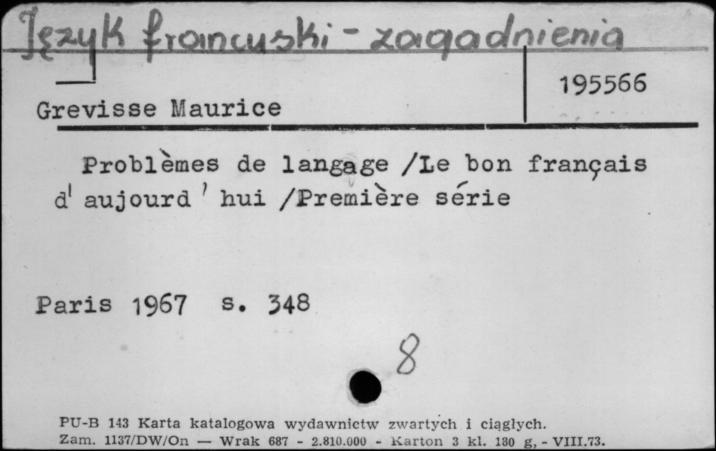 Język francuski - zagadnienia
195566
Grevisse Maurice
Problèmes de langage /Le bon français
d'aujourd'hui /Première série
Paris 1967 s. 348
8
PU-B 143 Karta katalogowa wydawnictw zwartych i ciągłych.
Zam. 1137/DW/On — Wrak 687 - 2.810.000 - Karton 3 kl. 180 g, - VIII.73.